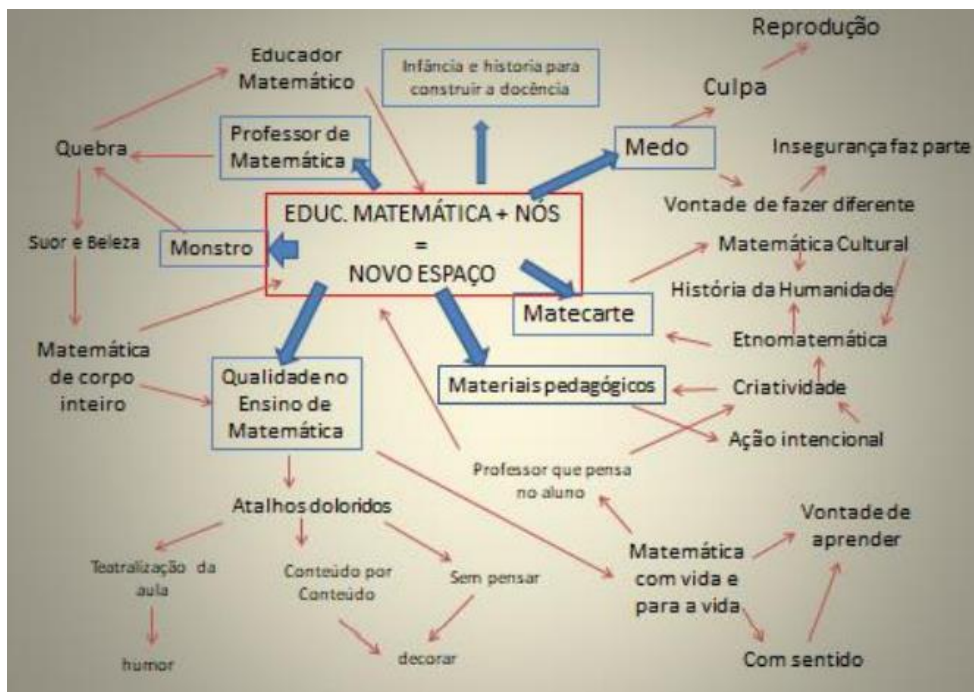 Reprodução
Educador
Matemático
Infância e historia para
construir a docência
Culpa
Professor de
Matemática
Medo
Quebra
Insegurança faz parte
EDUC. MATEMÁTICA + NÓS
=
NOVO ESPAÇO
Vontade de fazer diferente
Suor e Beleza
Monstro
Matemática Cultural
História da Humanidade
Matecarte
Etnomatemática
Matemática
de corpo
inteiro
Qualidade no
Ensino de
Matemática
Materiais pedagógicos
Criatividade
Ação intencional
Professor que pensa
no aluno
Atalhos doloridos
Vontade de
aprender
Teatralização da
aula
Conteúdo por
Conteúdo
Sem pensar
Matemática
com vida e
para a vida
humor
decorar
Com sentido